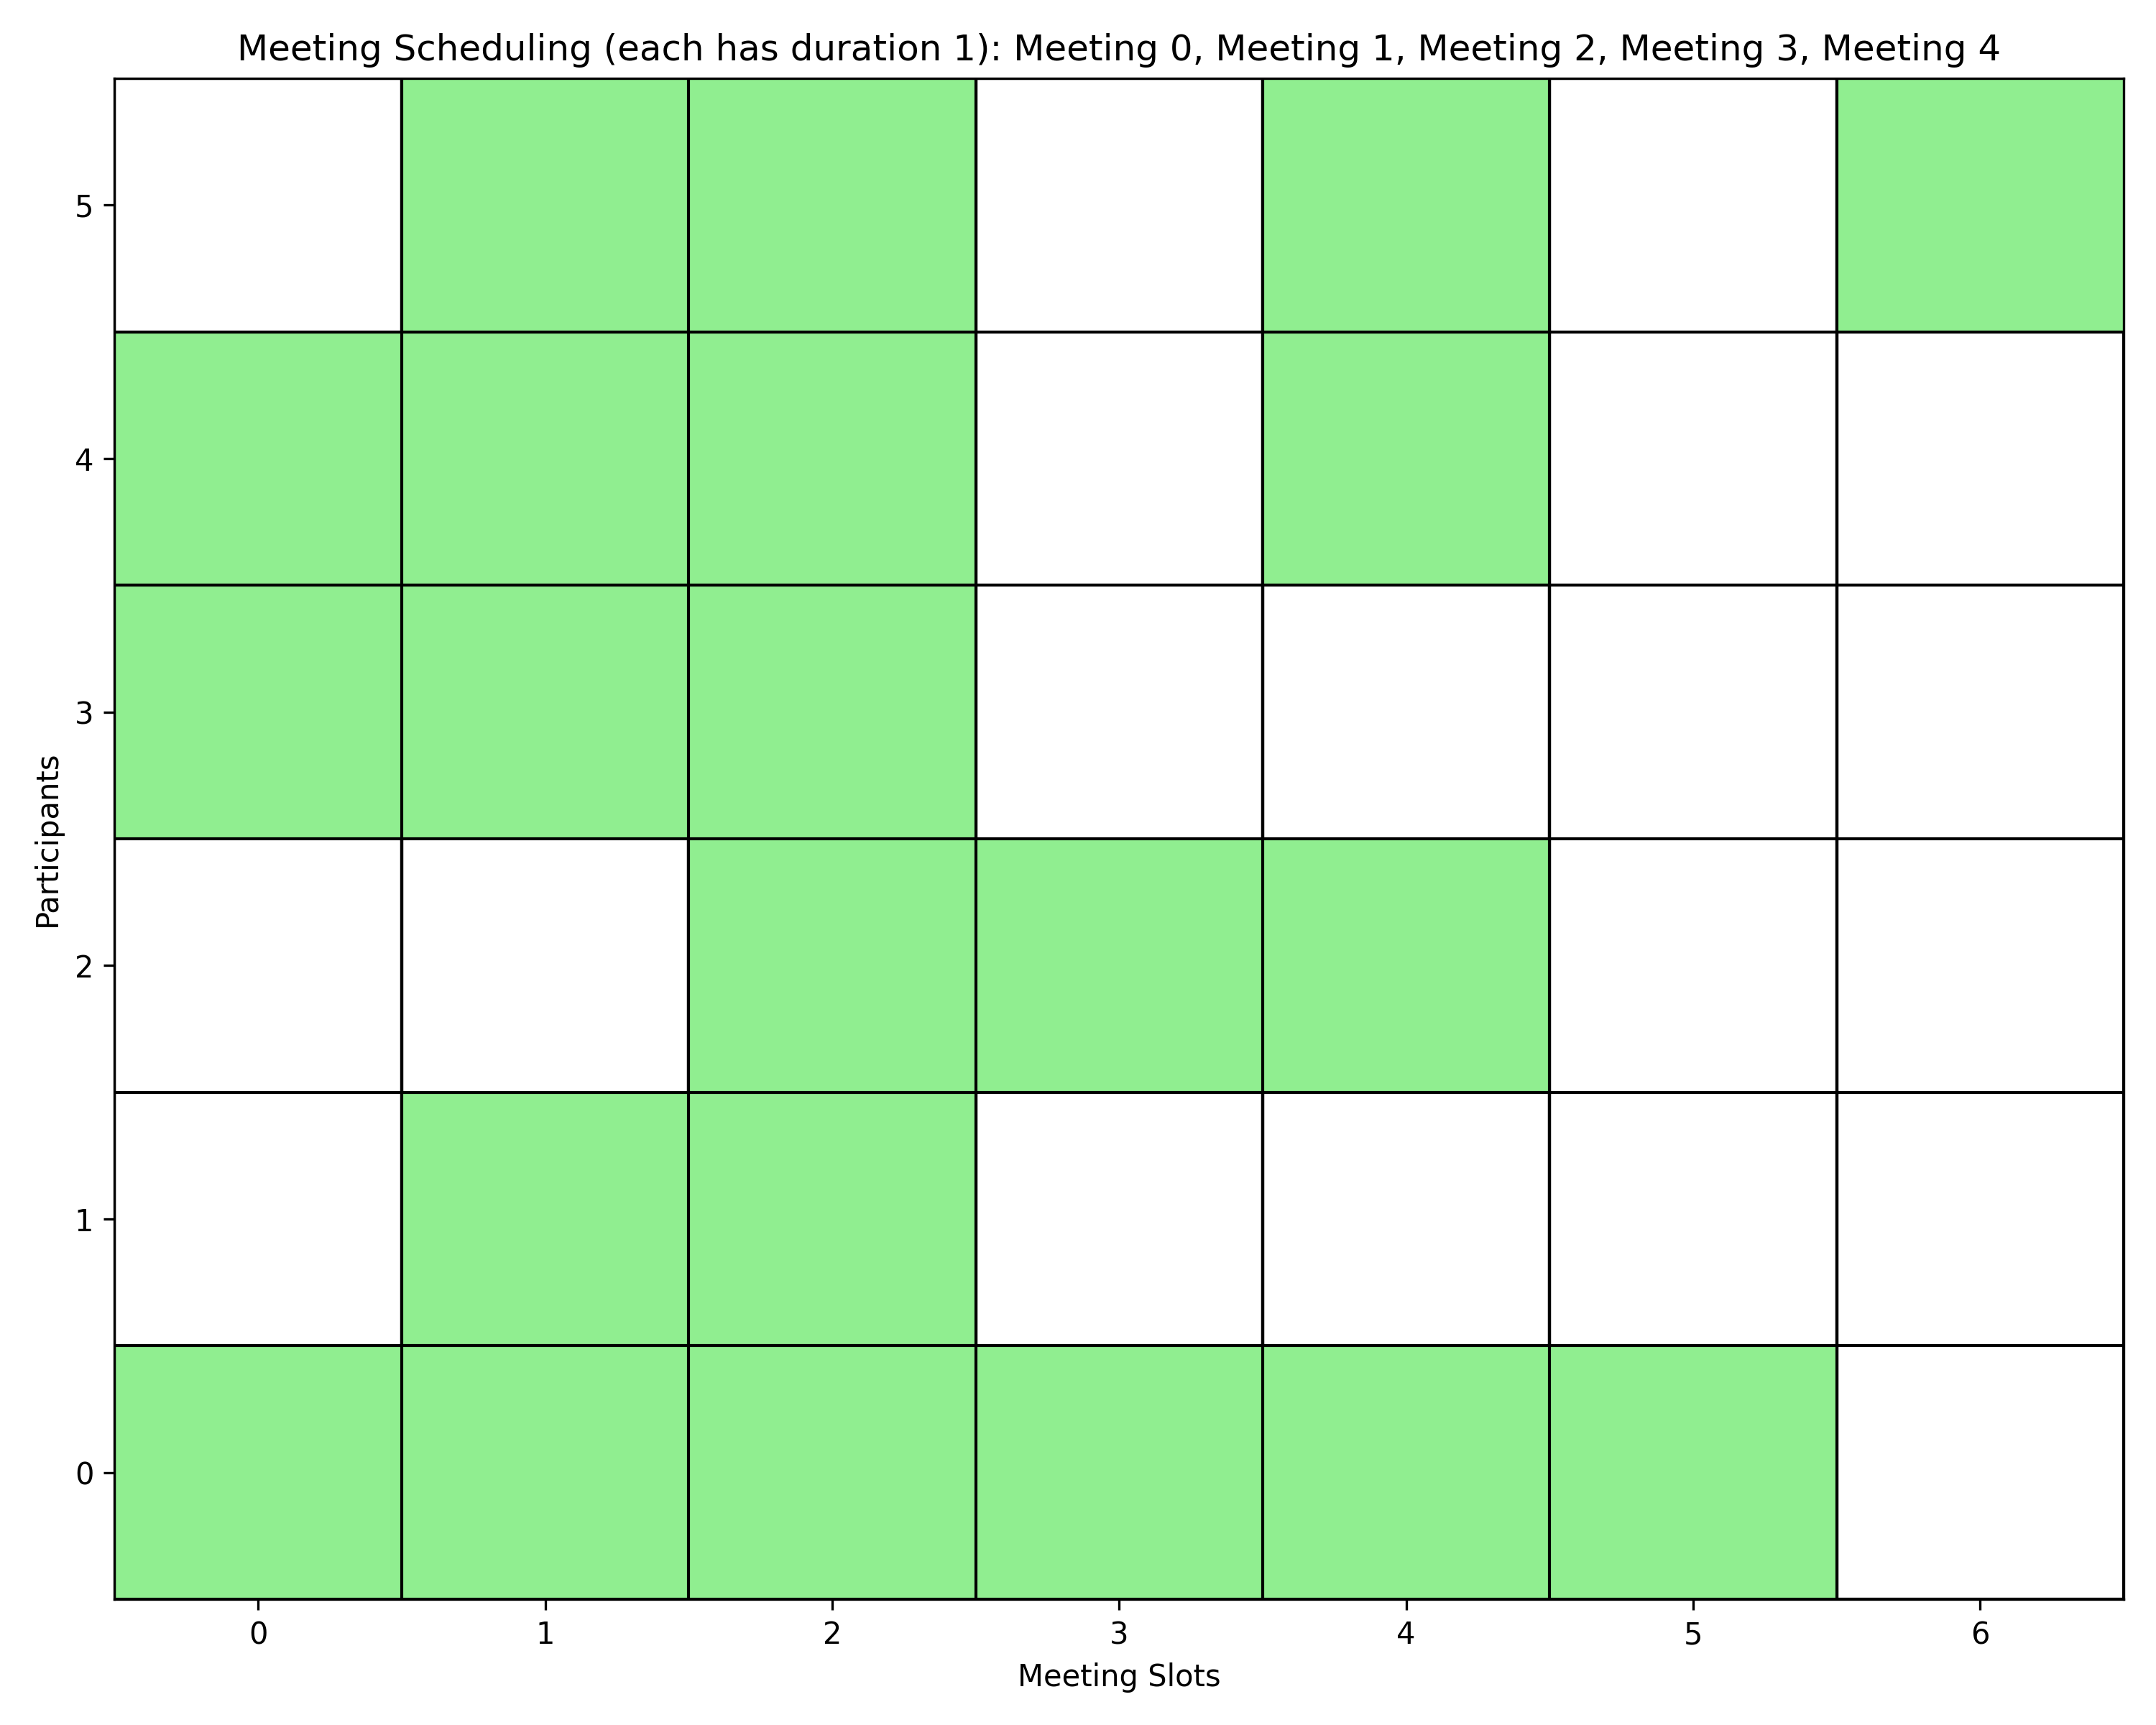 Meeting Scheduling (each has duration 1): Meeting 0, Meeting 1, Meeting 2, Meeting 3, Meeting 4
5
4
3
2
1
0
Participants
0 1 2 3 4 5 6
Meeting Slots